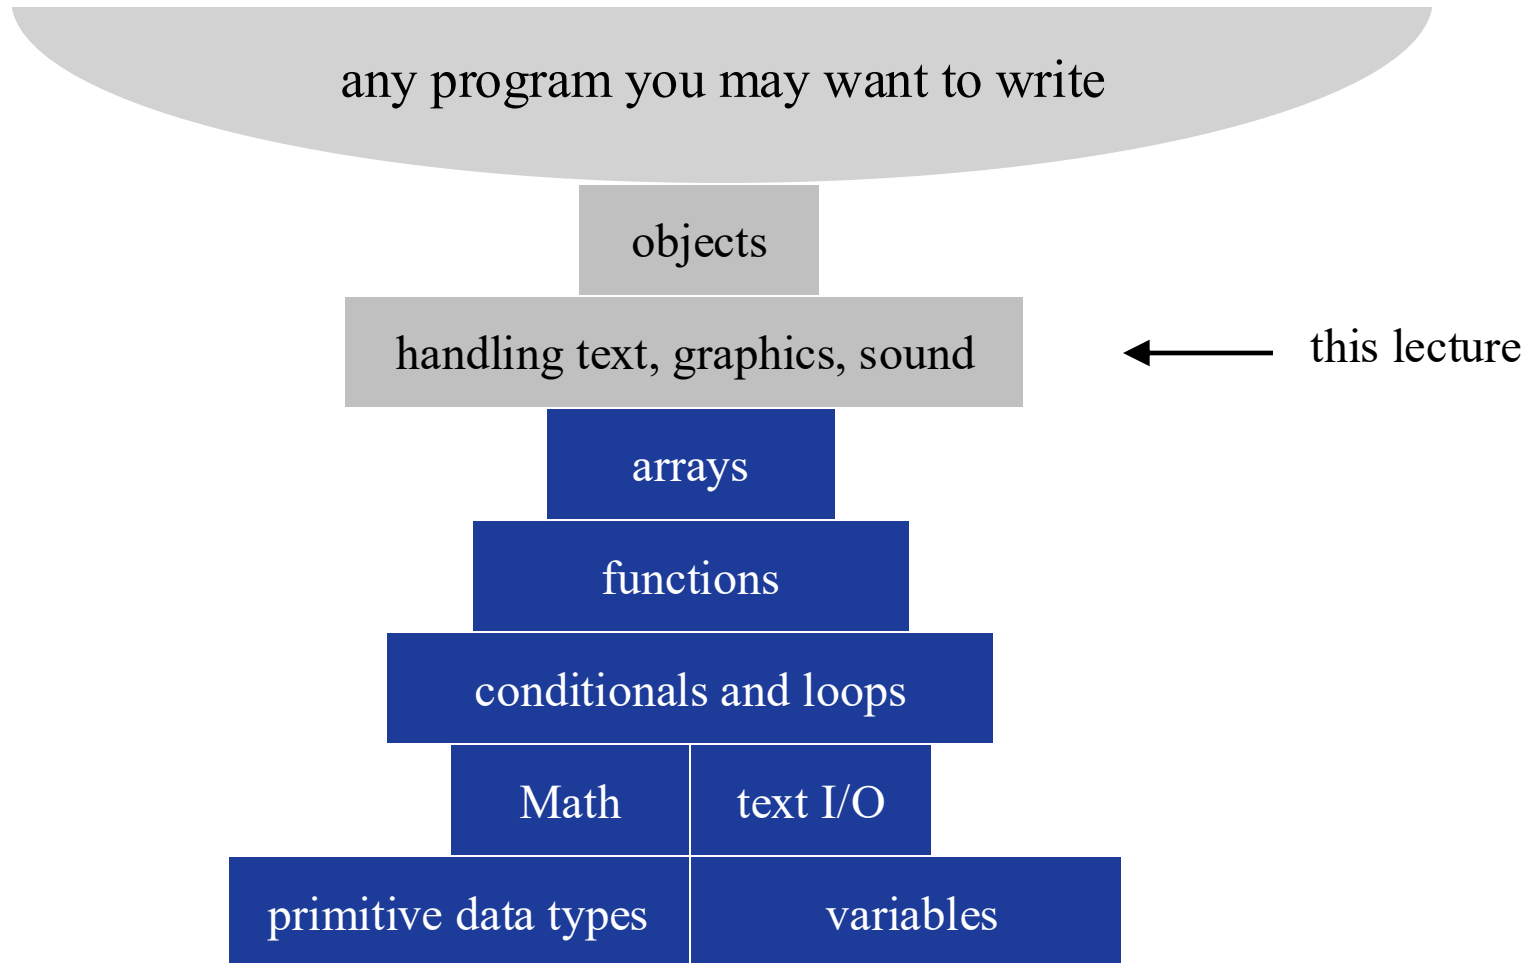 any program you may want to write
objects
handling text, graphics, sound
this lecture
arrays
functions
conditionals and loops
Math
text I/O
primitive data types
variables